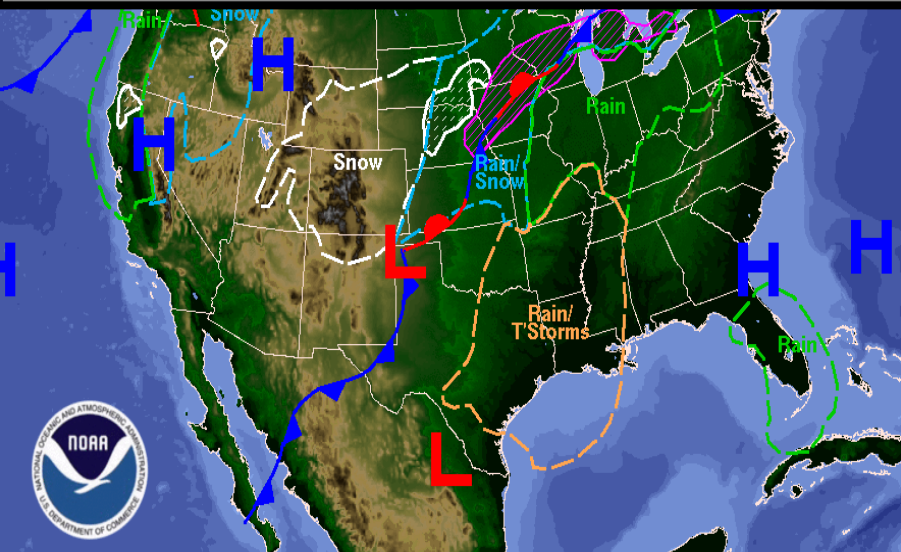 Rain
Snow
H
H
Snow
Rain
Rain/
Snow
L
H
H
H
Rain/
T'Storms
Rain
L
NATIONAL OCEANIC AND ATMOSPHERIC ADMINISTRATION
NOAA
U.S. DEPARTMENT OF COMMERCE